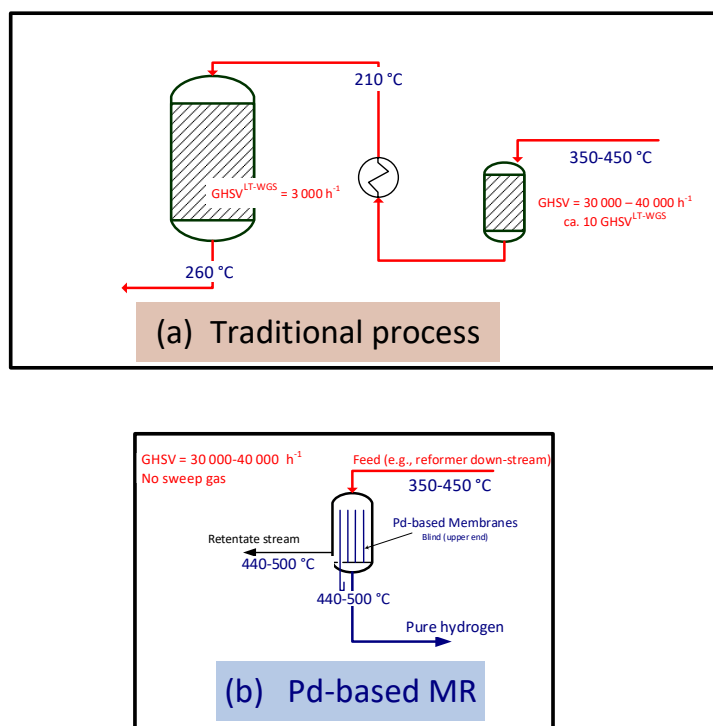 210 °C
350-450 °C
GHSV^LT-WGS = 3 000 h^-1
GHSV = 30 000 – 40 000 h^-1
ca. 10 GHSV^LT-WGS
260 °C
(a) Traditional process
GHSV = 30 000-40 000 h^-1
No sweep gas
Feed (e.g., reformer down-stream)
350-450 °C
Pd-based Membranes
Blind (upper end)
Retentate stream
440-500 °C
440-500 °C
Pure hydrogen
(b) Pd-based MR